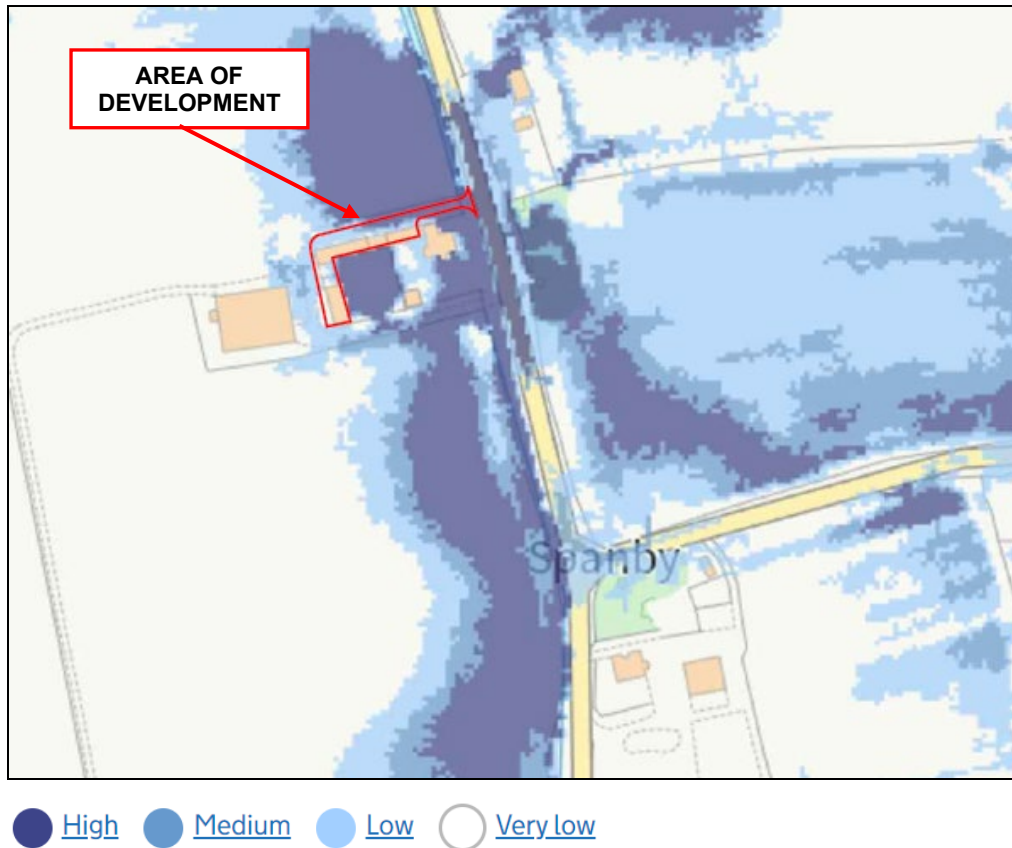 AREA OF
DEVELOPMENT
Spanby
High
Medium
Low
Very low